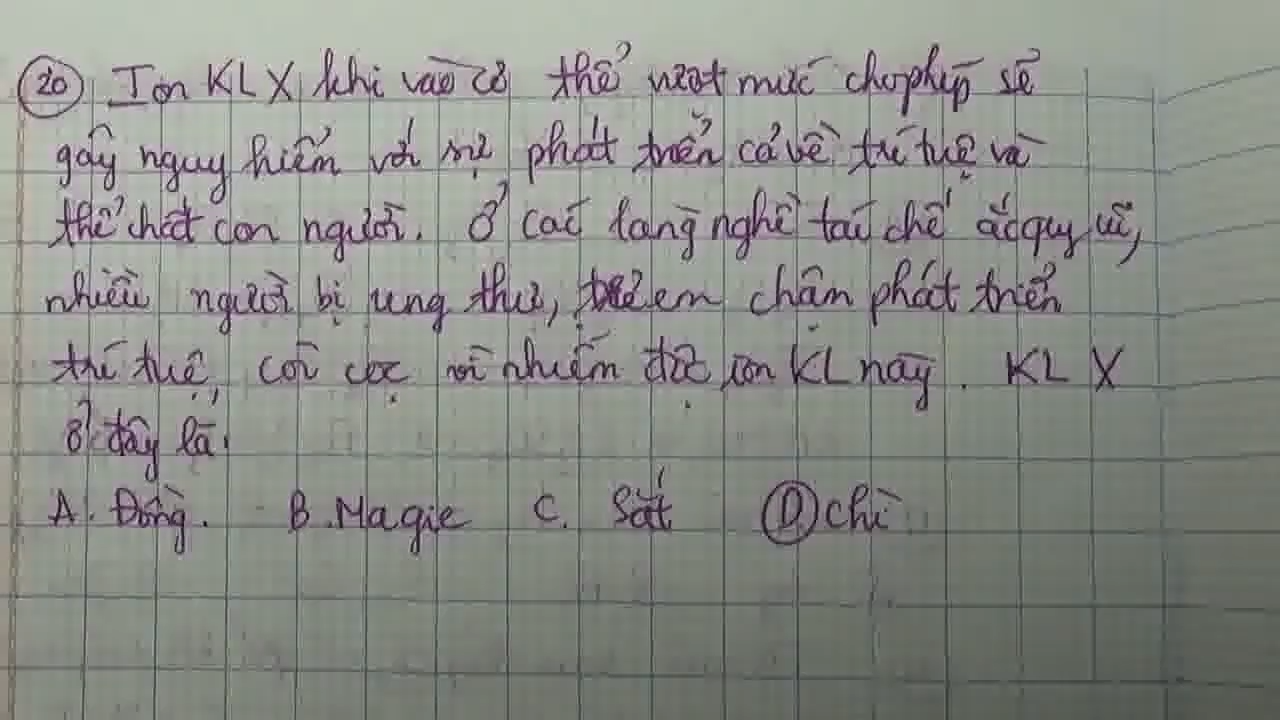 20 Ion KLX khi vào cơ thể vượt mức cho phép sẽ
gây nguy hiểm với sự phát triển cả về trí tuệ và
thể chất con người. Ở các làng nghề tái chế ắc quy cũ,
nhiều người bị ung thư, trẻ em chậm phát triển
trí tuệ, còi cọc vì nhiễm độc ion KL này. KL X
ở đây là:
A. Đồng. B. Magie C. Sắt D chì